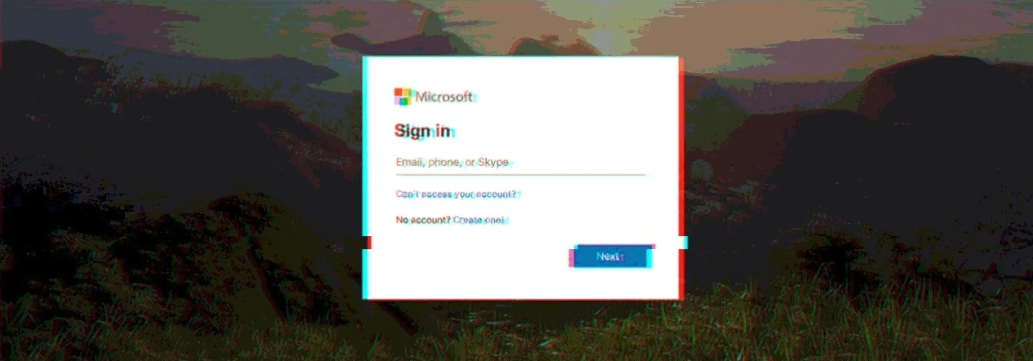 Microsoft
Sign in
Email, phone, or Skype
Can't access your account?
No account? Create one!
Next